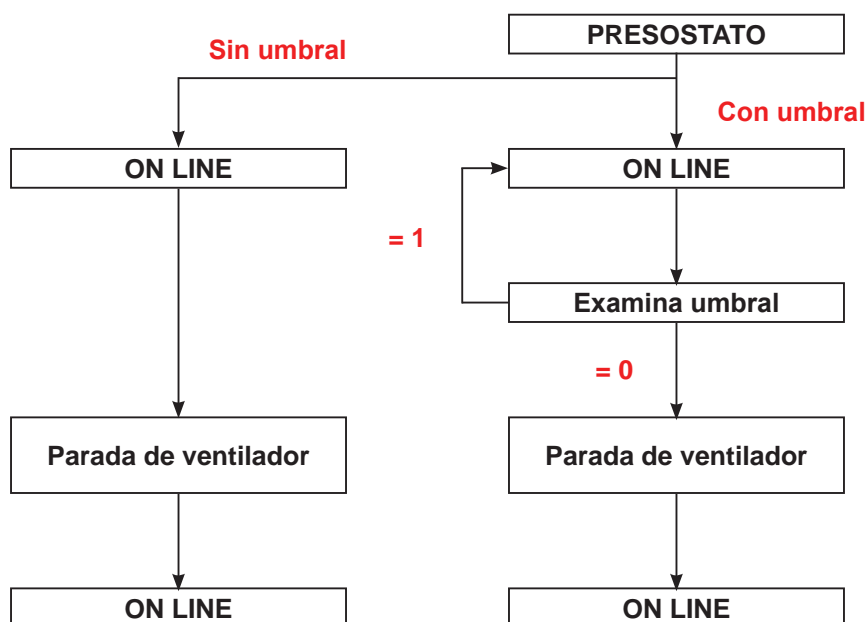 PRESOSTATO
Sin umbral
Con umbral
ON LINE
ON LINE
= 1
Examina umbral
= 0
Parada de ventilador
Parada de ventilador
ON LINE
ON LINE